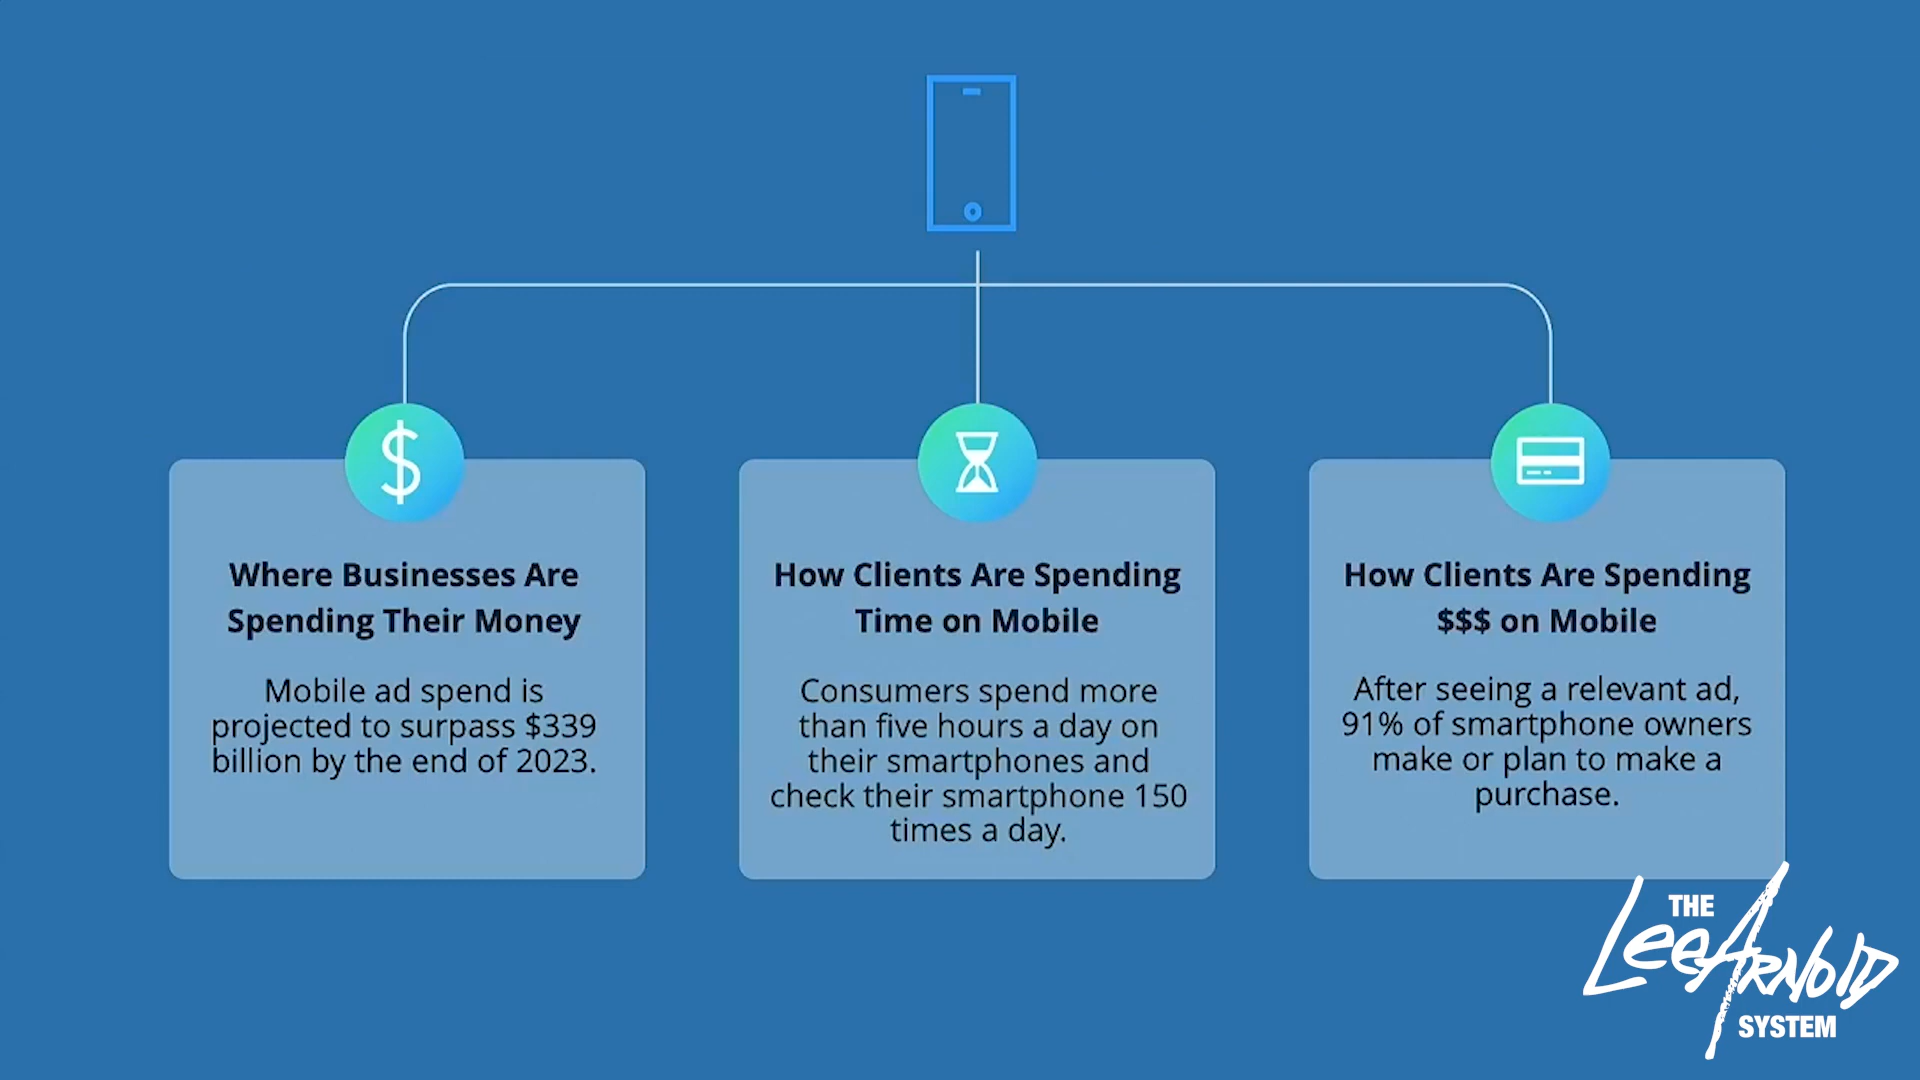 Where Businesses Are
Spending Their Money
Mobile ad spend is
projected to surpass $339
billion by the end of 2023.
How Clients Are Spending
Time on Mobile
Consumers spend more
than five hours a day on
their smartphones and
check their smartphone 150
times a day.
How Clients Are Spending
$$$ on Mobile
After seeing a relevant ad,
91% of smartphone owners
make or plan to make a
purchase.
THE
Lee Arnold
SYSTEM